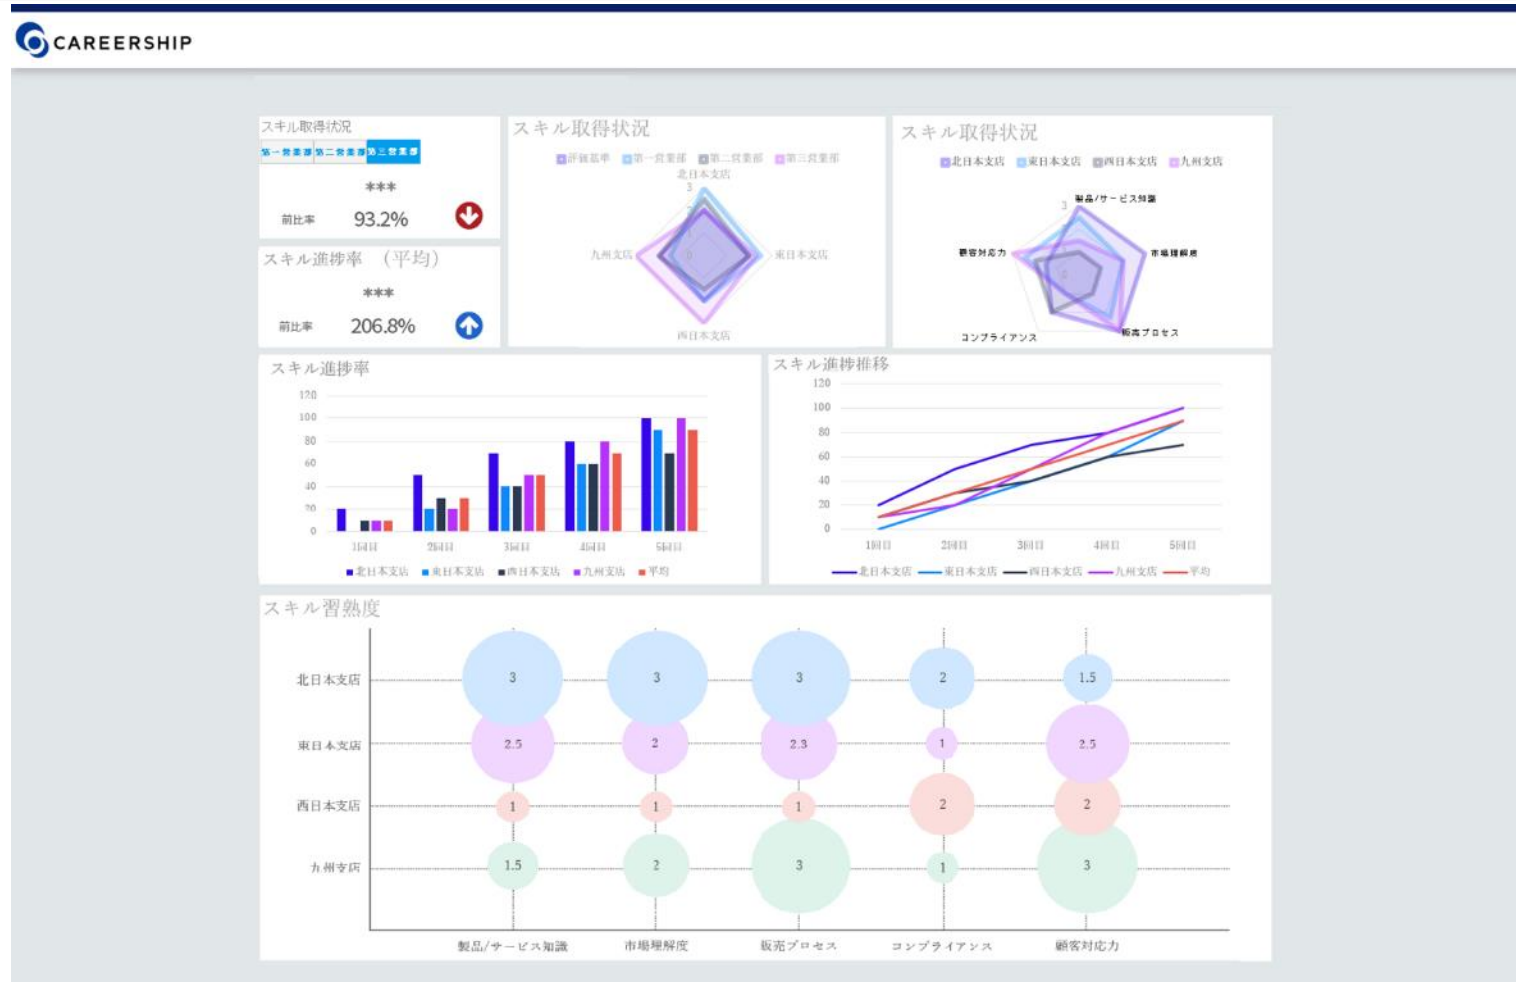 CAREERSHIP
スキル取得状況
第一営業部 第二営業部 第三営業部
***
前比率 93.2%
スキル進捗率 (平均)
***
前比率 206.8%
スキル取得状況
評価基準 第一営業部 第二営業部 第三営業部
北日本支店
3
九州支店
0
東日本支店
西日本支店
スキル取得状況
北日本支店 東日本支店 西日本支店 九州支店
製品/サービス知識
3
顧客対応力
市場理解度
0
販売プロセス
コンプライアンス
スキル進捗率
120
100
80
60
40
20
0
1回目 2回目 3回目 4回目 5回目
北日本支店 東日本支店 西日本支店 九州支店 平均
スキル進捗推移
120
100
80
60
40
20
0
1回目 2回目 3回目 4回目 5回目
北日本支店 東日本支店 西日本支店 九州支店 平均
スキル習熟度
北日本支店 3 3 3 2 1.5
東日本支店 2.5 2 2.3 1 2.5
西日本支店 1 1 1 2 2
九州支店 1.5 2 3 1 3
製品/サービス知識 市場理解度 販売プロセス コンプライアンス 顧客対応力